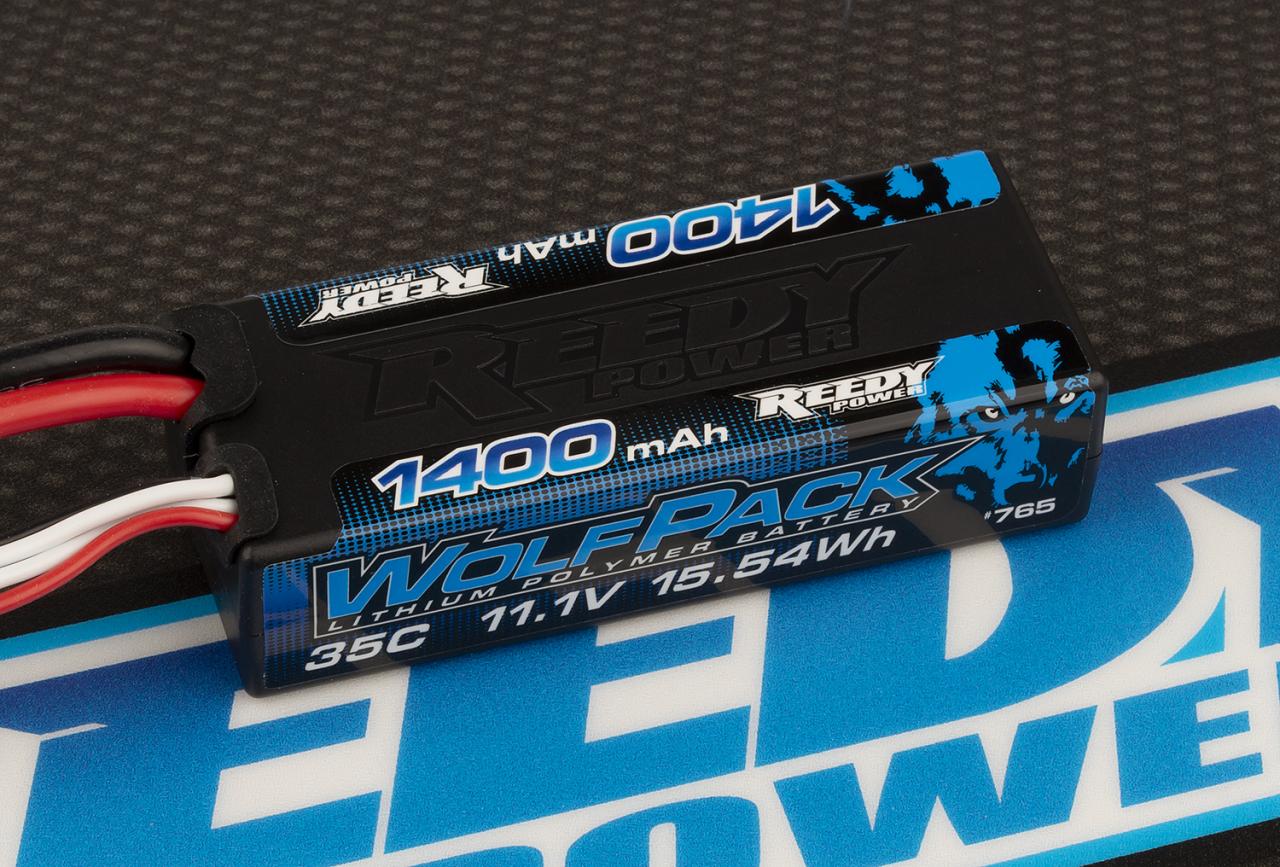 1400
mAh
REEDY
POWER
REEDY
POWER
REEDY
POWER
1400 mAh
WOLFPACK
LITHIUM POLYMER BATTERY
#765
35C 11.1V 15.54Wh
POWE